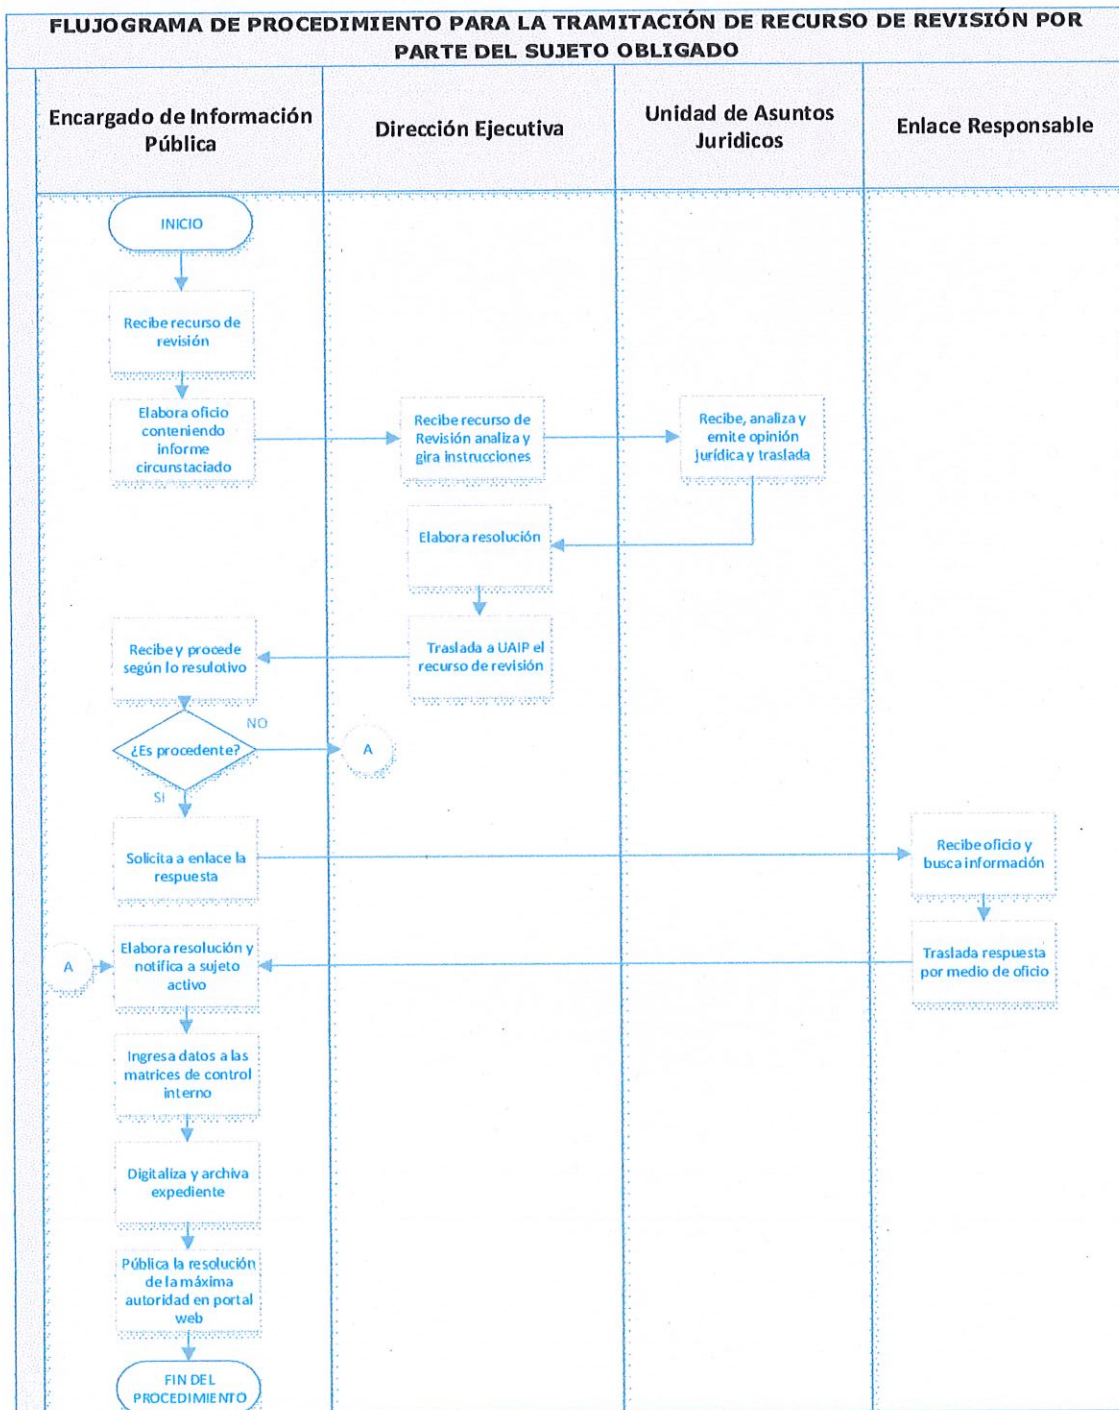 FLUJOGRAMA DE PROCEDIMIENTO PARA LA TRAMITACIÓN DE RECURSO DE REVISIÓN POR
PARTE DEL SUJETO OBLIGADO
Encargado de Información
Pública
Dirección Ejecutiva
Unidad de Asuntos
Juridicos
Enlace Responsable
INICIO
Recibe recurso de
revisión
Elabora oficio
conteniendo
informe
circunstaciado
Recibe recurso de
Revisión analiza y
gira instrucciones
Recibe, analiza y
emite opinión
jurídica y traslada
Elabora resolución
Recibe y procede
según lo resulotivo
Traslada a UAIP el
recurso de revisión
¿Es procedente?
NO
A
Si
Solicita a enlace la
respuesta
Recibe oficio y
busca información
A
Elabora resolución y
notifica a sujeto
activo
Traslada respuesta
por medio de oficio
Ingresa datos a las
matrices de control
interno
Digitaliza y archiva
expediente
Pública la resolución
de la máxima
autoridad en portal
web
FIN DEL
PROCEDIMIENTO